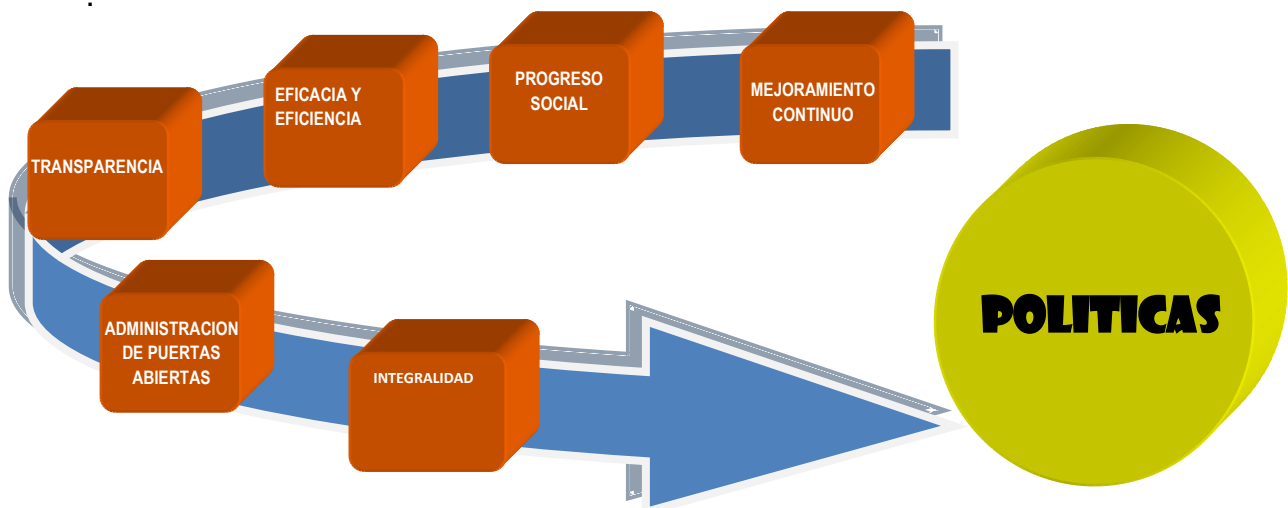 TRANSPARENCIA
EFICACIA Y
EFICIENCIA
PROGRESO
SOCIAL
MEJORAMIENTO
CONTINUO
ADMINISTRACION
DE PUERTAS
ABIERTAS
INTEGRALIDAD
POLITICAS